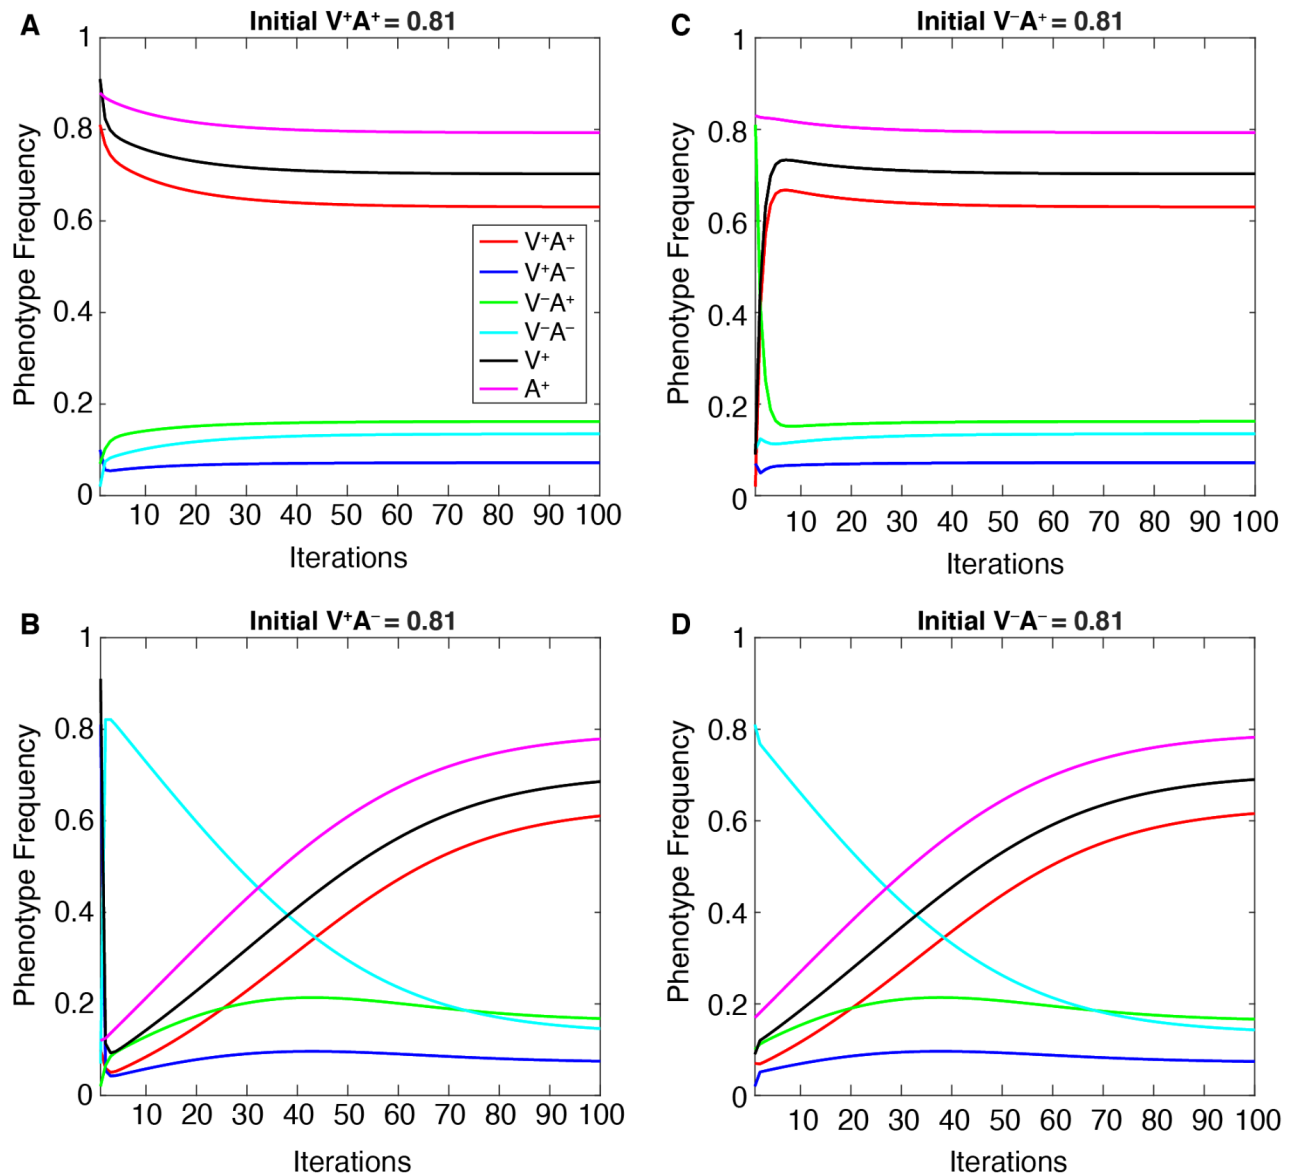 A
Initial V⁺A⁺ = 0.81
Phenotype Frequency
1
0.8
0.6
0.4
0.2
0
V⁺A⁺
V⁺A⁻
V⁻A⁺
V⁻A⁻
V⁺
A⁺
10 20 30 40 50 60 70 80 90 100
Iterations
C
Initial V⁻A⁺ = 0.81
Phenotype Frequency
1
0.8
0.6
0.4
0.2
0
10 20 30 40 50 60 70 80 90 100
Iterations
B
Initial V⁺A⁻ = 0.81
Phenotype Frequency
1
0.8
0.6
0.4
0.2
0
10 20 30 40 50 60 70 80 90 100
Iterations
D
Initial V⁻A⁻ = 0.81
Phenotype Frequency
1
0.8
0.6
0.4
0.2
0
10 20 30 40 50 60 70 80 90 100
Iterations